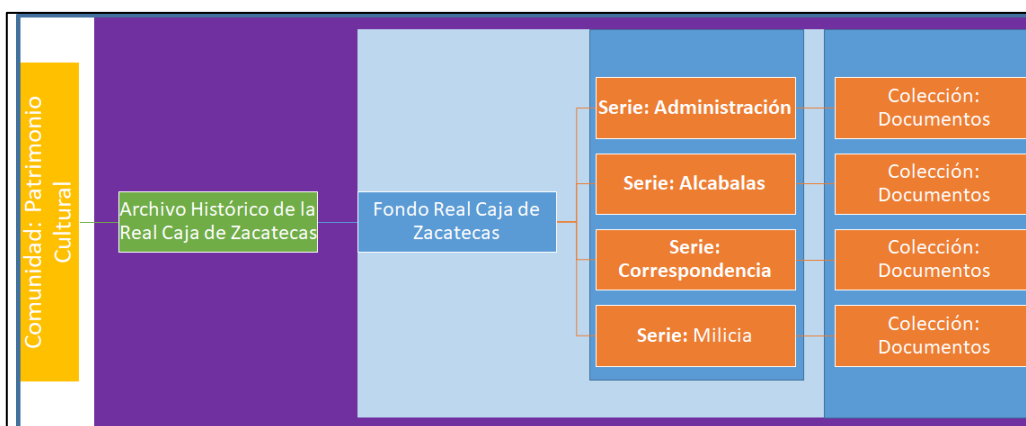 Comunidad: Patrimonio
Cultural
Archivo Histórico de la
Real Caja de Zacatecas
Fondo Real Caja de
Zacatecas
Serie: Administración
Colección:
Documentos
Serie: Alcabalas
Colección:
Documentos
Serie:
Correspondencia
Colección:
Documentos
Serie: Milicia
Colección:
Documentos